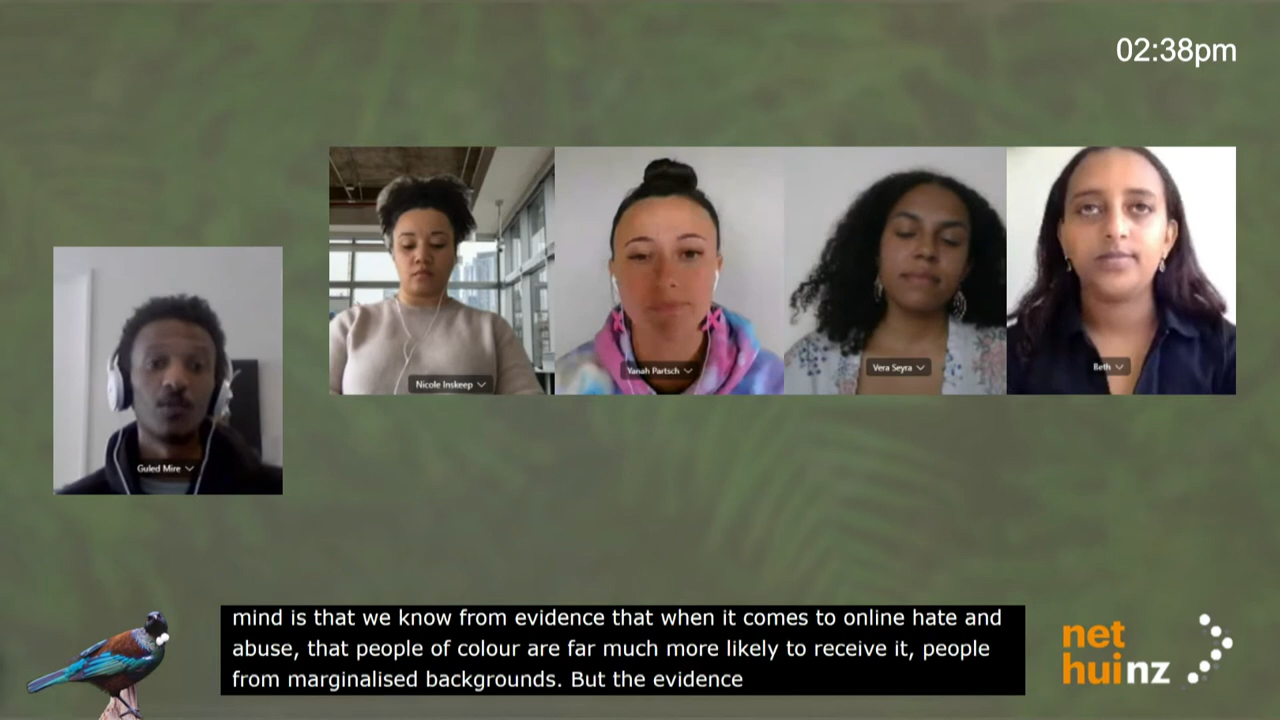 02:38pm
Nicole Inskeep
Yanah Partsch
Vera Seyra
Beth
Guled Mire
mind is that we know from evidence that when it comes to online hate and
abuse, that people of colour are far much more likely to receive it, people
from marginalised backgrounds. But the evidence
net
huinz